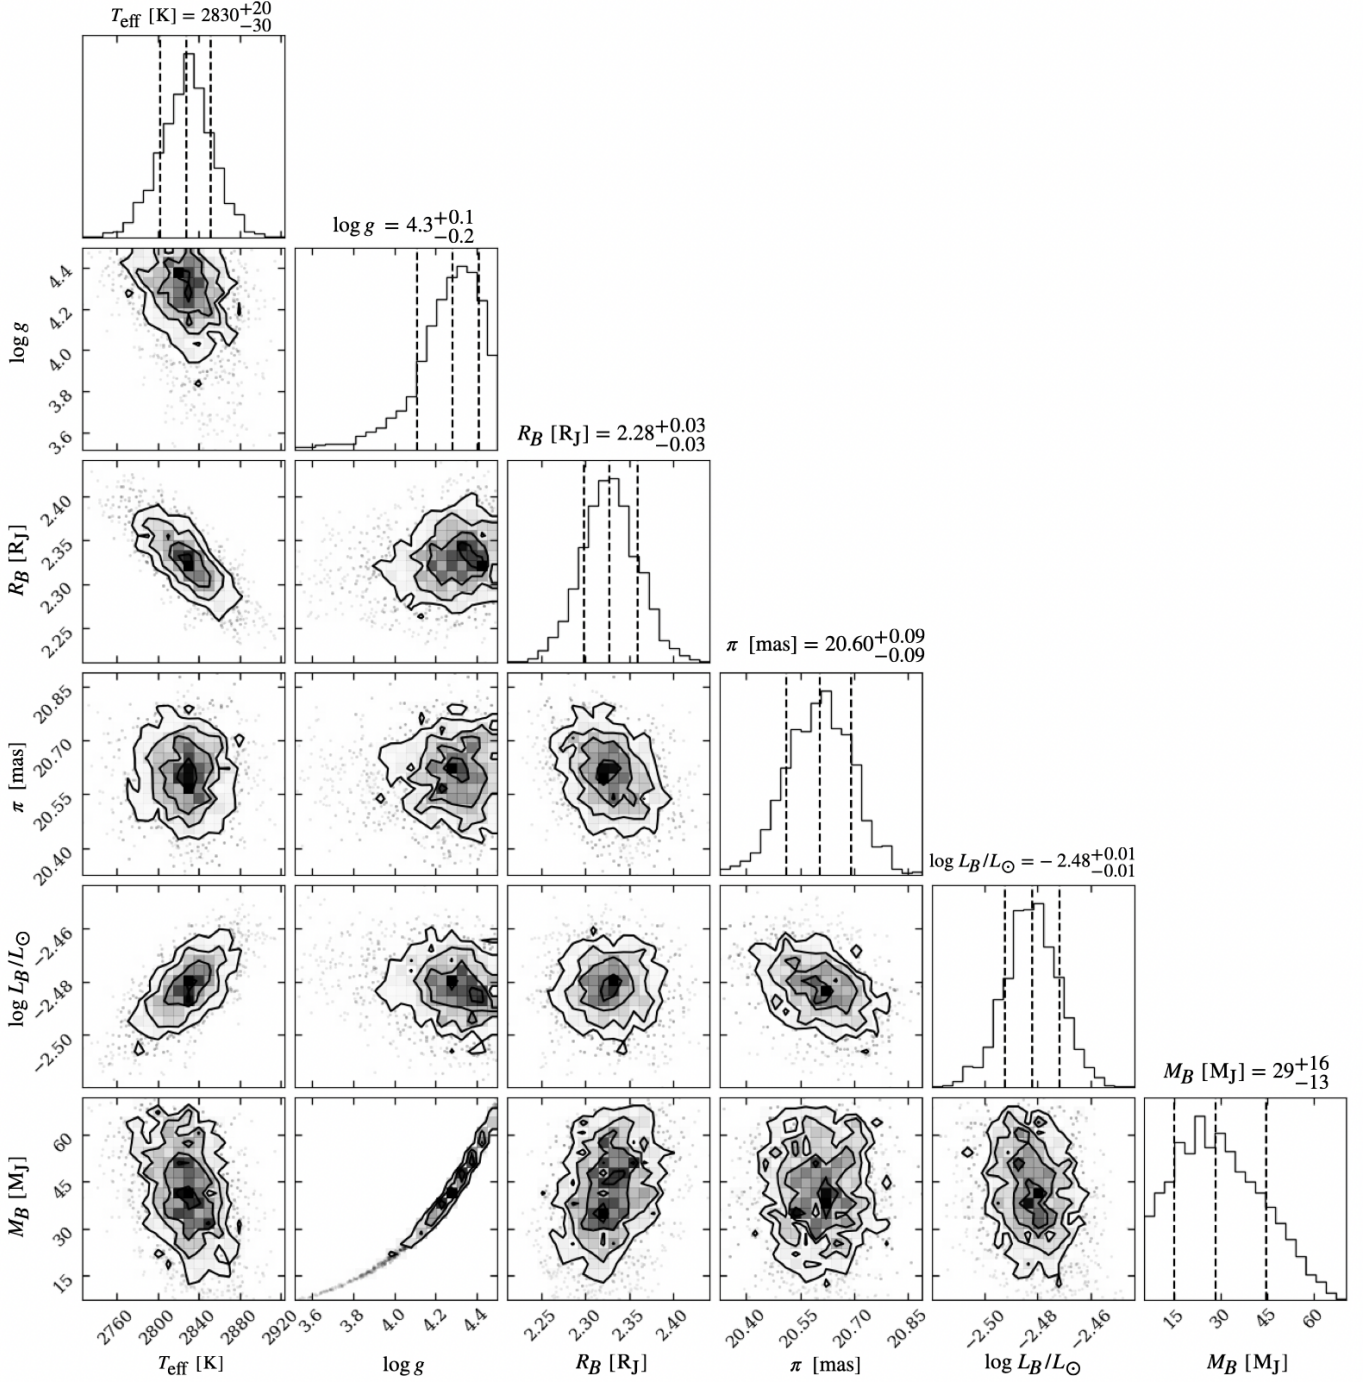 T_eff [K] = 2830 +20 −30
log g = 4.3 +0.1 −0.2
4.4
4.2
4.0
3.8
3.6
log g
R_B [R_J] = 2.28 +0.03 −0.03
2.40
2.35
2.30
2.25
R_B [R_J]
π [mas] = 20.60 +0.09 −0.09
20.85
20.70
20.55
20.40
π [mas]
log L_B/L_⊙ = −2.48 +0.01 −0.01
−2.46
−2.48
−2.50
log L_B/L_⊙
M_B [M_J] = 29 +16 −13
60
45
30
15
M_B [M_J]
2760 2800 2840 2880 2920 3.6 3.8 4.0 4.2 4.4 2.25 2.30 2.35 2.40 20.40 20.55 20.70 20.85 −2.50 −2.48 −2.46 15 30 45 60
T_eff [K] log g R_B [R_J] π [mas] log L_B/L_⊙ M_B [M_J]